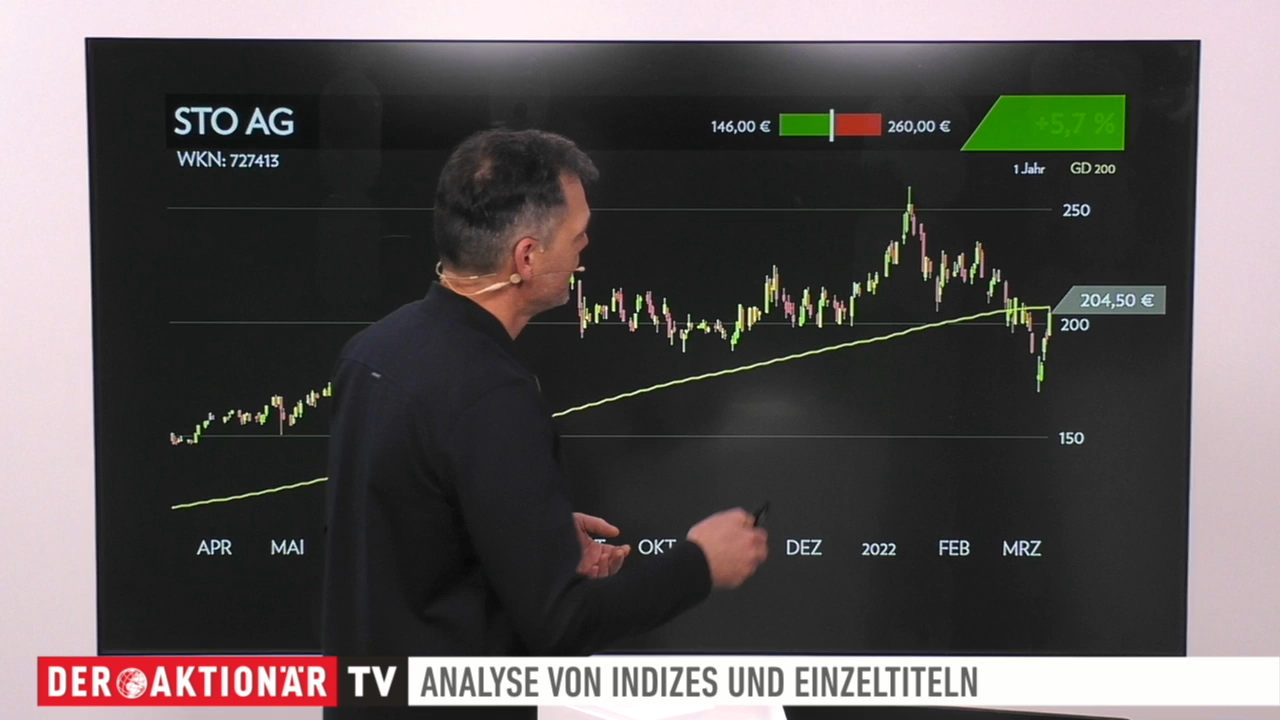 STO AG
WKN: 727413
146,00 €
260,00 €
+5,7 %
1 Jahr
GD 200
250
204,50 €
200
150
APR
MAI
OKT
DEZ
2022
FEB
MRZ
DER AKTIONÄR TV
ANALYSE VON INDIZES UND EINZELTITELN